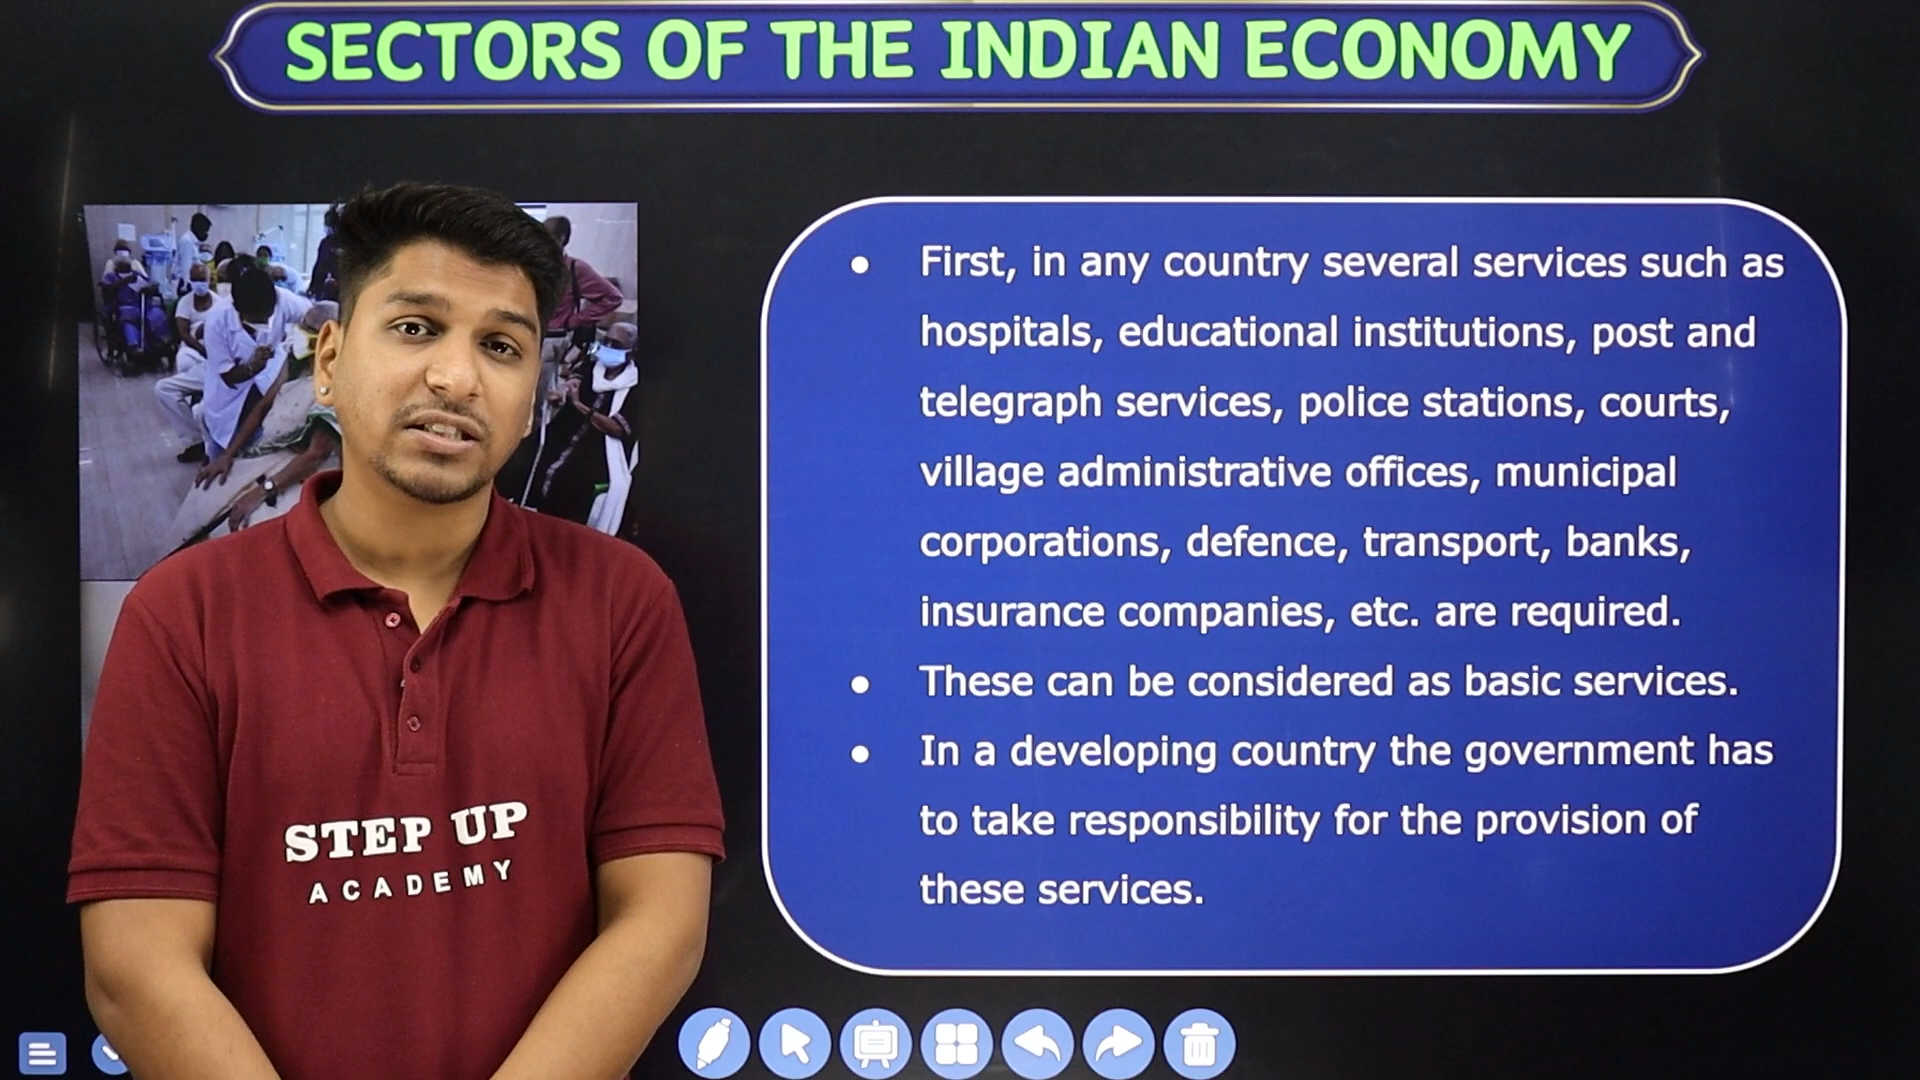 SECTORS OF THE INDIAN ECONOMY
● First, in any country several services such as
hospitals, educational institutions, post and
telegraph services, police stations, courts,
village administrative offices, municipal
corporations, defence, transport, banks,
insurance companies, etc. are required.
● These can be considered as basic services.
● In a developing country the government has
to take responsibility for the provision of
these services.
STEP UP
ACADEMY